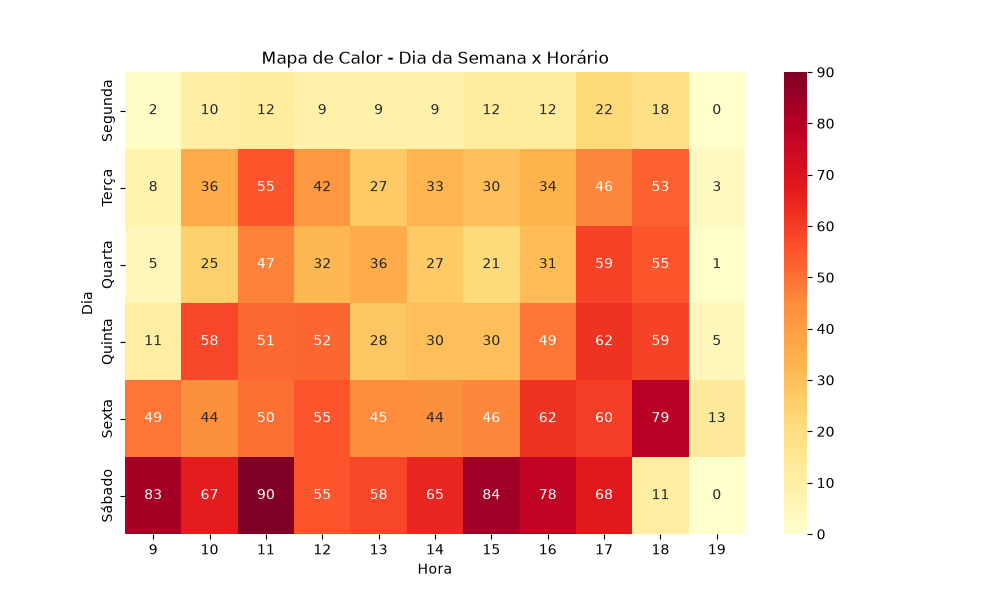 Mapa de Calor - Dia da Semana x Horário
Segunda 2 10 12 9 9 9 12 12 22 18 0
Terça 8 36 55 42 27 33 30 34 46 53 3
Quarta 5 25 47 32 36 27 21 31 59 55 1
Quinta 11 58 51 52 28 30 30 49 62 59 5
Sexta 49 44 50 55 45 44 46 62 60 79 13
Sábado 83 67 90 55 58 65 84 78 68 11 0
9 10 11 12 13 14 15 16 17 18 19
Hora
Dia
90
80
70
60
50
40
30
20
10
0